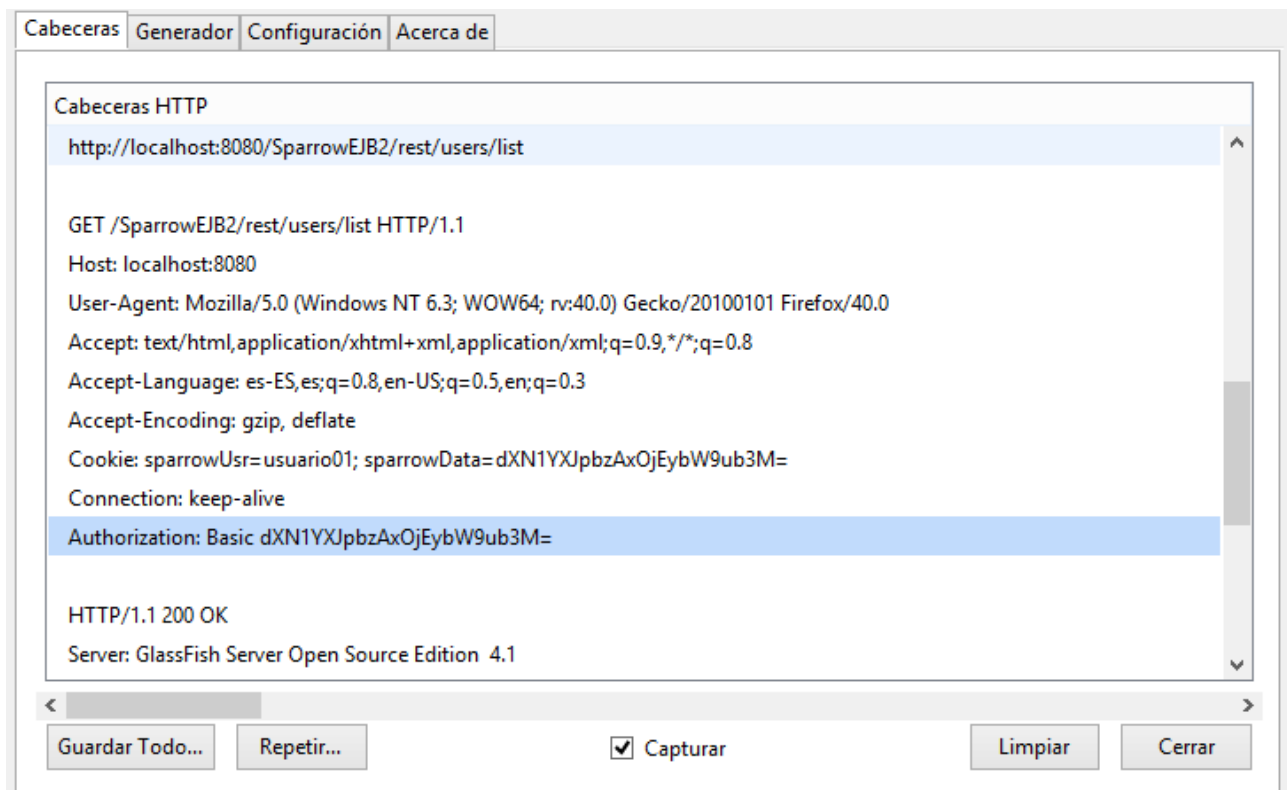 Cabeceras Generador Configuración Acerca de
Cabeceras HTTP
http://localhost:8080/SparrowEJB2/rest/users/list
GET /SparrowEJB2/rest/users/list HTTP/1.1
Host: localhost:8080
User-Agent: Mozilla/5.0 (Windows NT 6.3; WOW64; rv:40.0) Gecko/20100101 Firefox/40.0
Accept: text/html,application/xhtml+xml,application/xml;q=0.9,*/*;q=0.8
Accept-Language: es-ES,es;q=0.8,en-US;q=0.5,en;q=0.3
Accept-Encoding: gzip, deflate
Cookie: sparrowUsr=usuario01; sparrowData=dXN1YXJpbzAxOjEybW9ub3M=
Connection: keep-alive
Authorization: Basic dXN1YXJpbzAxOjEybW9ub3M=
HTTP/1.1 200 OK
Server: GlassFish Server Open Source Edition  4.1
Guardar Todo... Repetir... Capturar Limpiar Cerrar